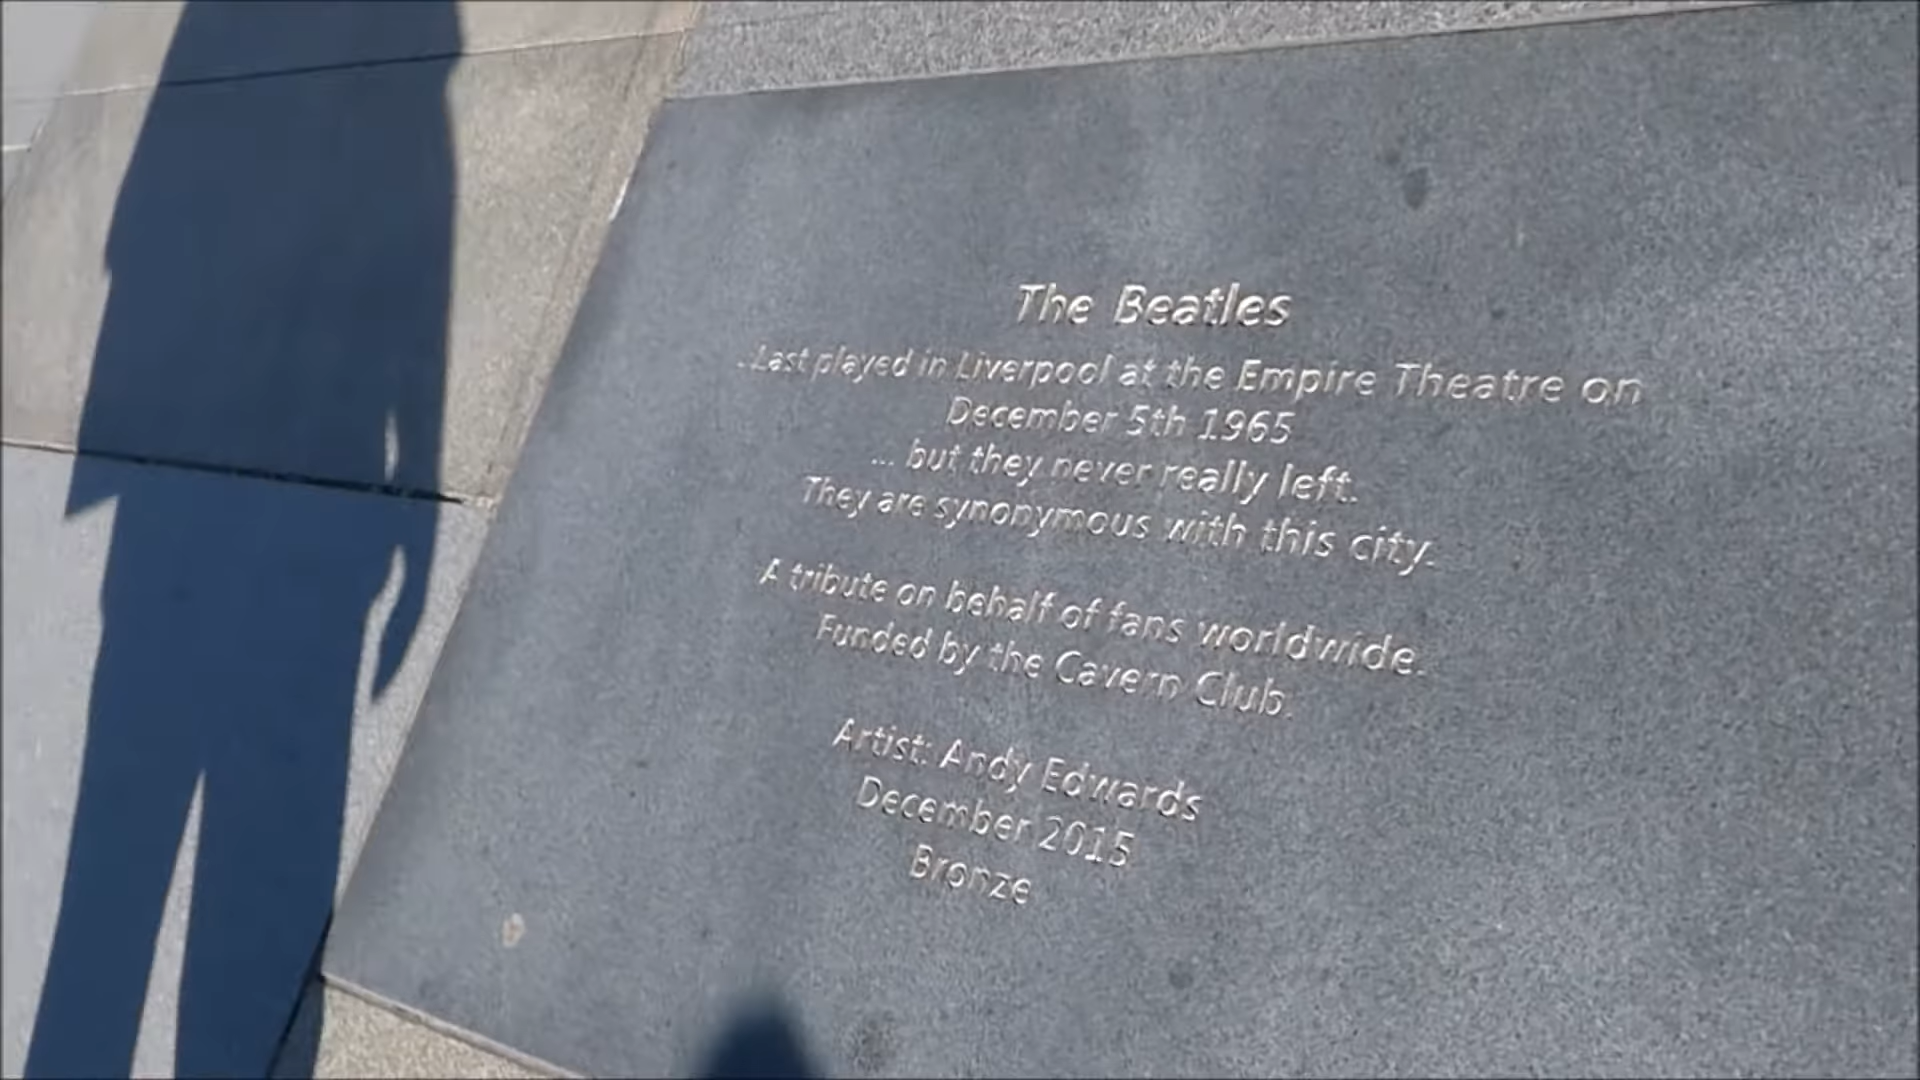 The Beatles
...Last played in Liverpool at the Empire Theatre on
December 5th 1965
... but they never really left.
They are synonymous with this city.
A tribute on behalf of fans worldwide.
Funded by the Cavern Club.
Artist: Andy Edwards
December 2015
Bronze